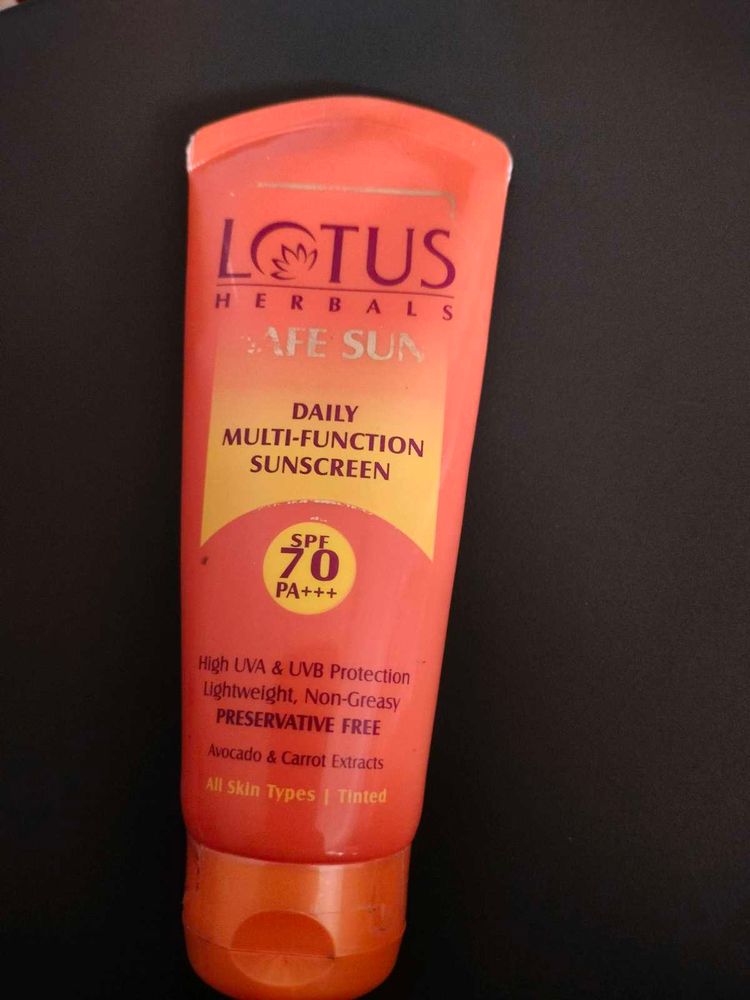 LOTUS
HERBALS
AFE SUN
DAILY
MULTI-FUNCTION
SUNSCREEN
SPF
70
PA+++
High UVA & UVB Protection
Lightweight, Non-Greasy
PRESERVATIVE FREE
Avocado & Carrot Extracts
All Skin Types | Tinted